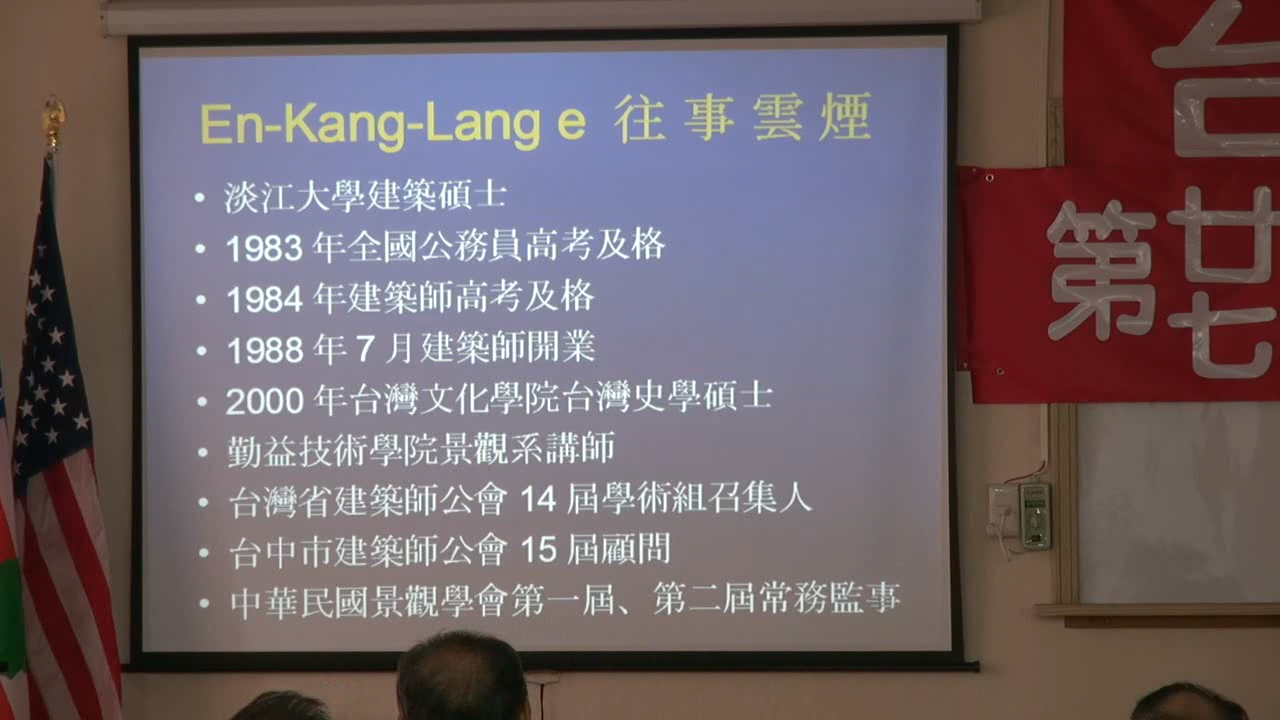 En-Kang-Lang e 往事雲煙
• 淡江大學建築碩士
• 1983 年全國公務員高考及格
• 1984 年建築師高考及格
• 1988 年 7 月建築師開業
• 2000 年台灣文化學院台灣史學碩士
• 勤益技術學院景觀系講師
• 台灣省建築師公會 14 屆學術組召集人
• 台中市建築師公會 15 屆顧問
• 中華民國景觀學會第一屆、第二屆常務監事
台
第廿七